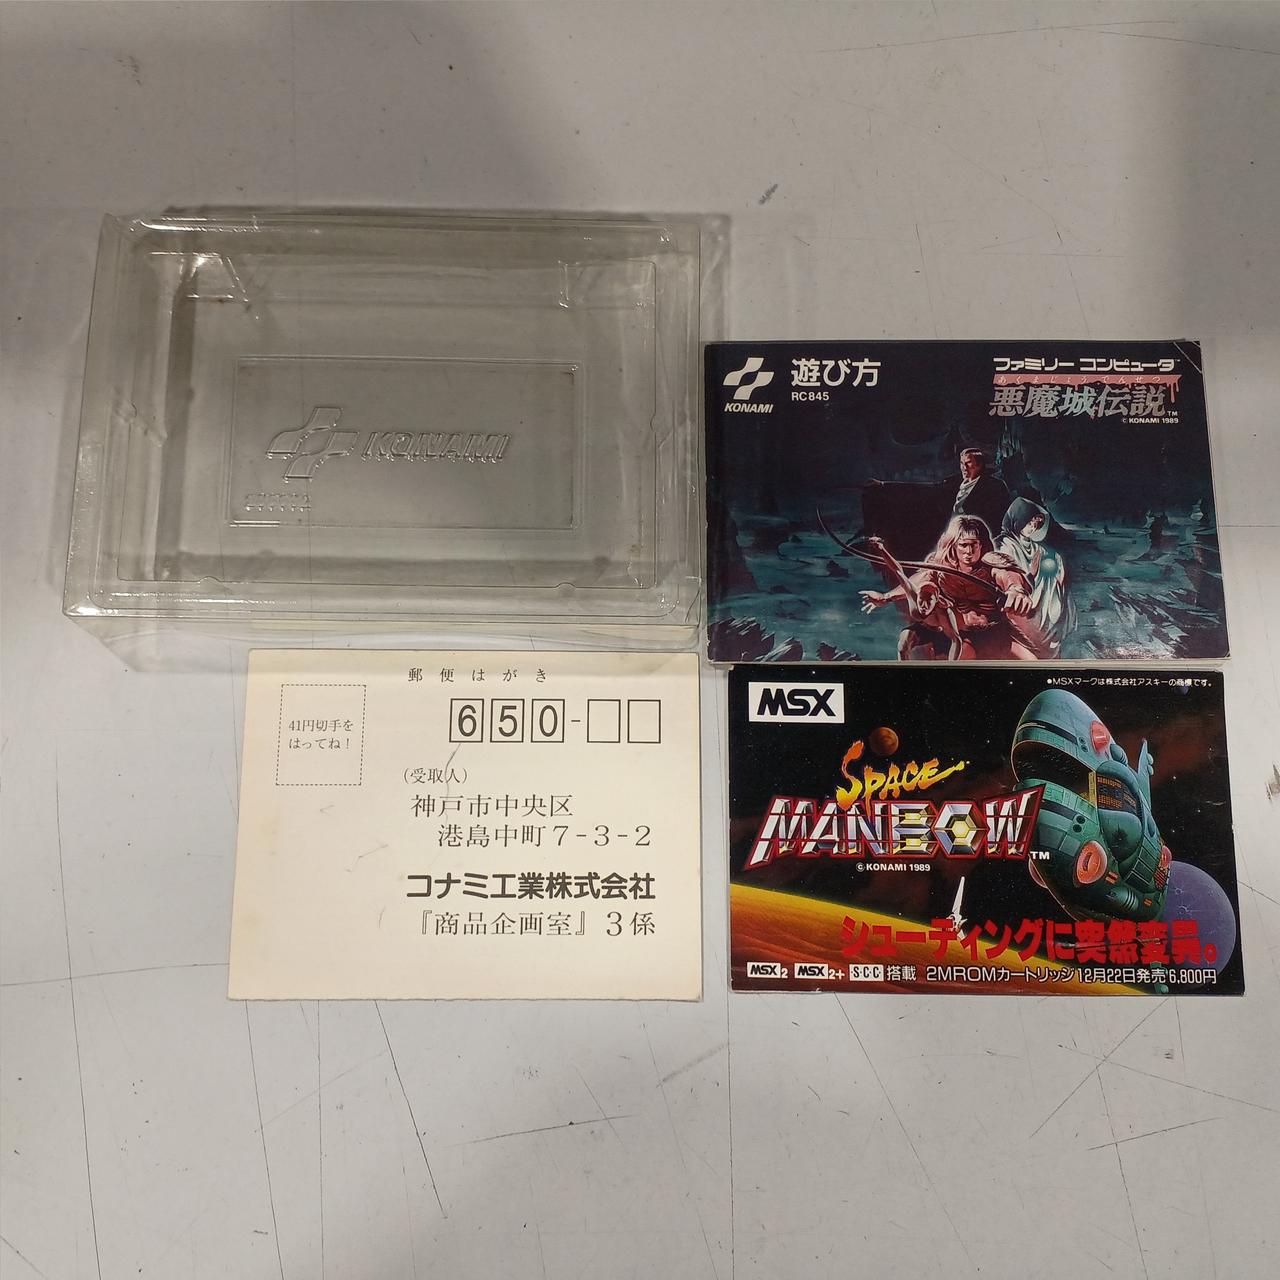 KONAMI
KONAMI
遊び方
RC845
ファミリー コンピュータ™
あくまじょうでんせつ
悪魔城伝説™
© KONAMI 1989
郵便はがき
41円切手を
はってね!
650-
(受取人)
神戸市中央区
港島中町7-3-2
コナミ工業株式会社
『商品企画室』3係
MSX
●MSXマークは株式会社アスキーの商標です。
SPACE
MANBOW™
© KONAMI 1989
シューティングに突然変異。
MSX2 MSX2+ S·C·C 搭載 2MROMカートリッジ12月22日発売6,800円